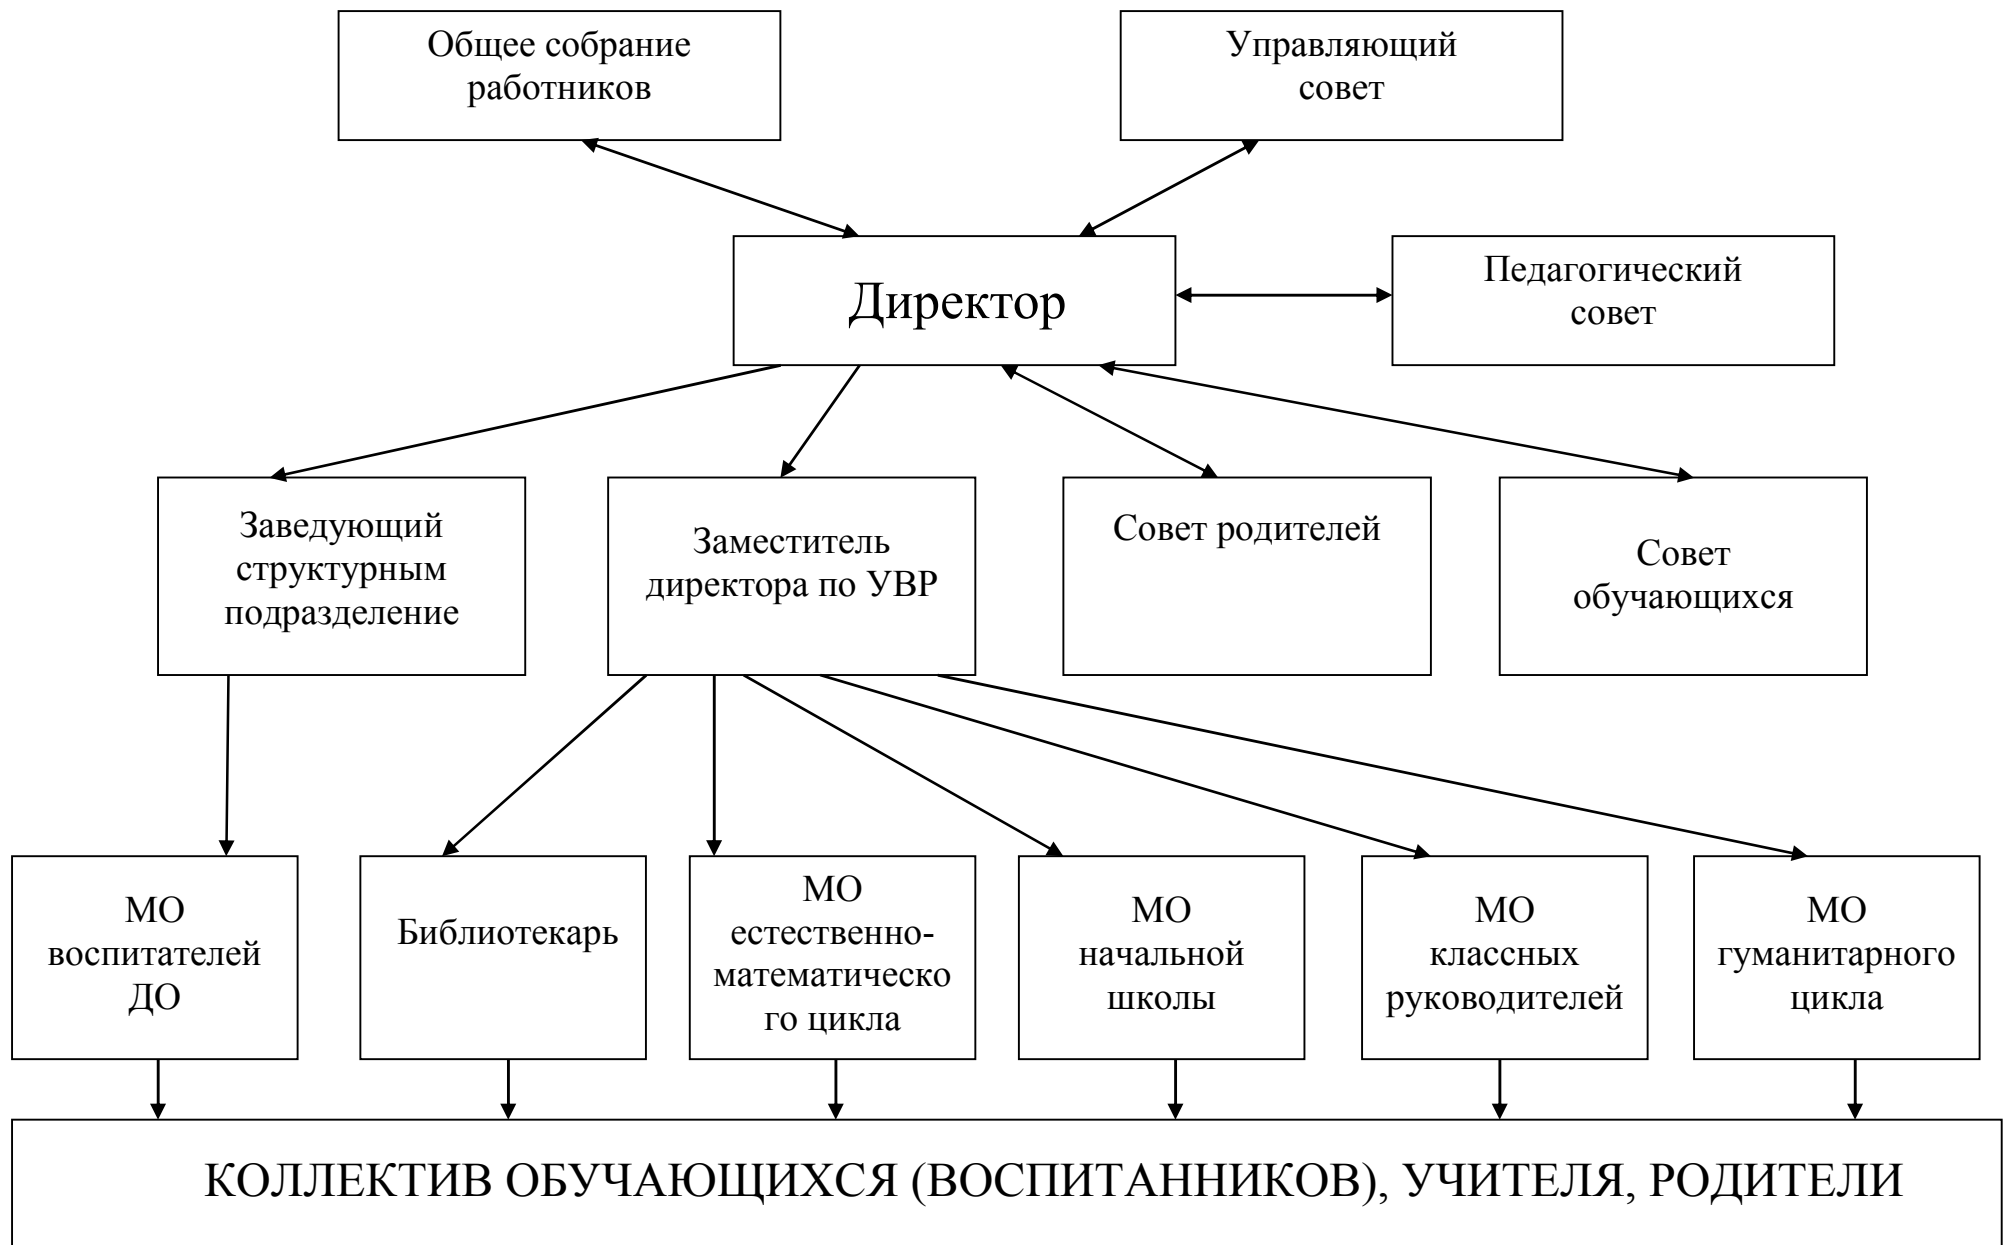 Общее собрание
работников
Управляющий
совет
Директор
Педагогический
совет
Заведующий
структурным
подразделение
Заместитель
директора по УВР
Совет родителей
Совет
обучающихся
МО
воспитателей
ДО
Библиотекарь
МО
естественно-
математическо
го цикла
МО
начальной
школы
МО
классных
руководителей
МО
гуманитарного
цикла
КОЛЛЕКТИВ ОБУЧАЮЩИХСЯ (ВОСПИТАННИКОВ), УЧИТЕЛЯ, РОДИТЕЛИ